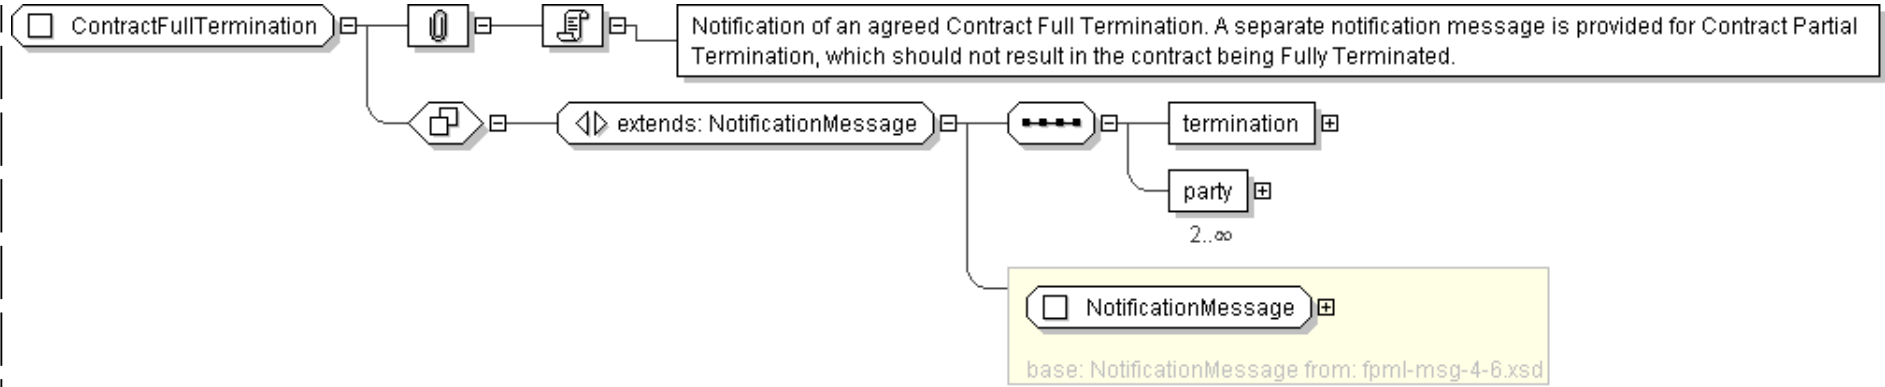 ContractFullTermination
Notification of an agreed Contract Full Termination. A separate notification message is provided for Contract Partial
Termination, which should not result in the contract being Fully Terminated.
extends: NotificationMessage
termination
party
2..∞
NotificationMessage
base: NotificationMessage from: fpml-msg-4-6.xsd